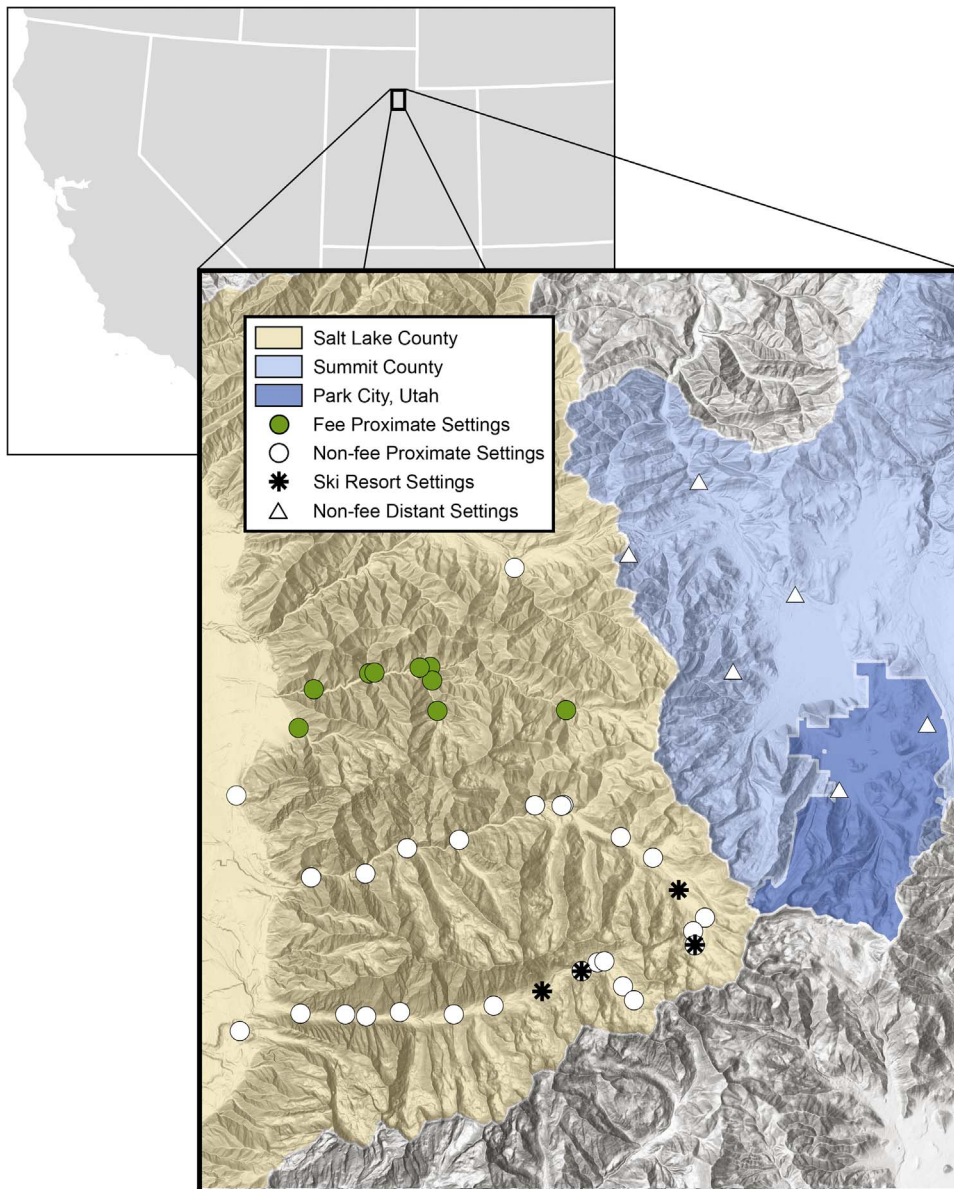 Salt Lake County
Summit County
Park City, Utah
Fee Proximate Settings
Non-fee Proximate Settings
Ski Resort Settings
Non-fee Distant Settings